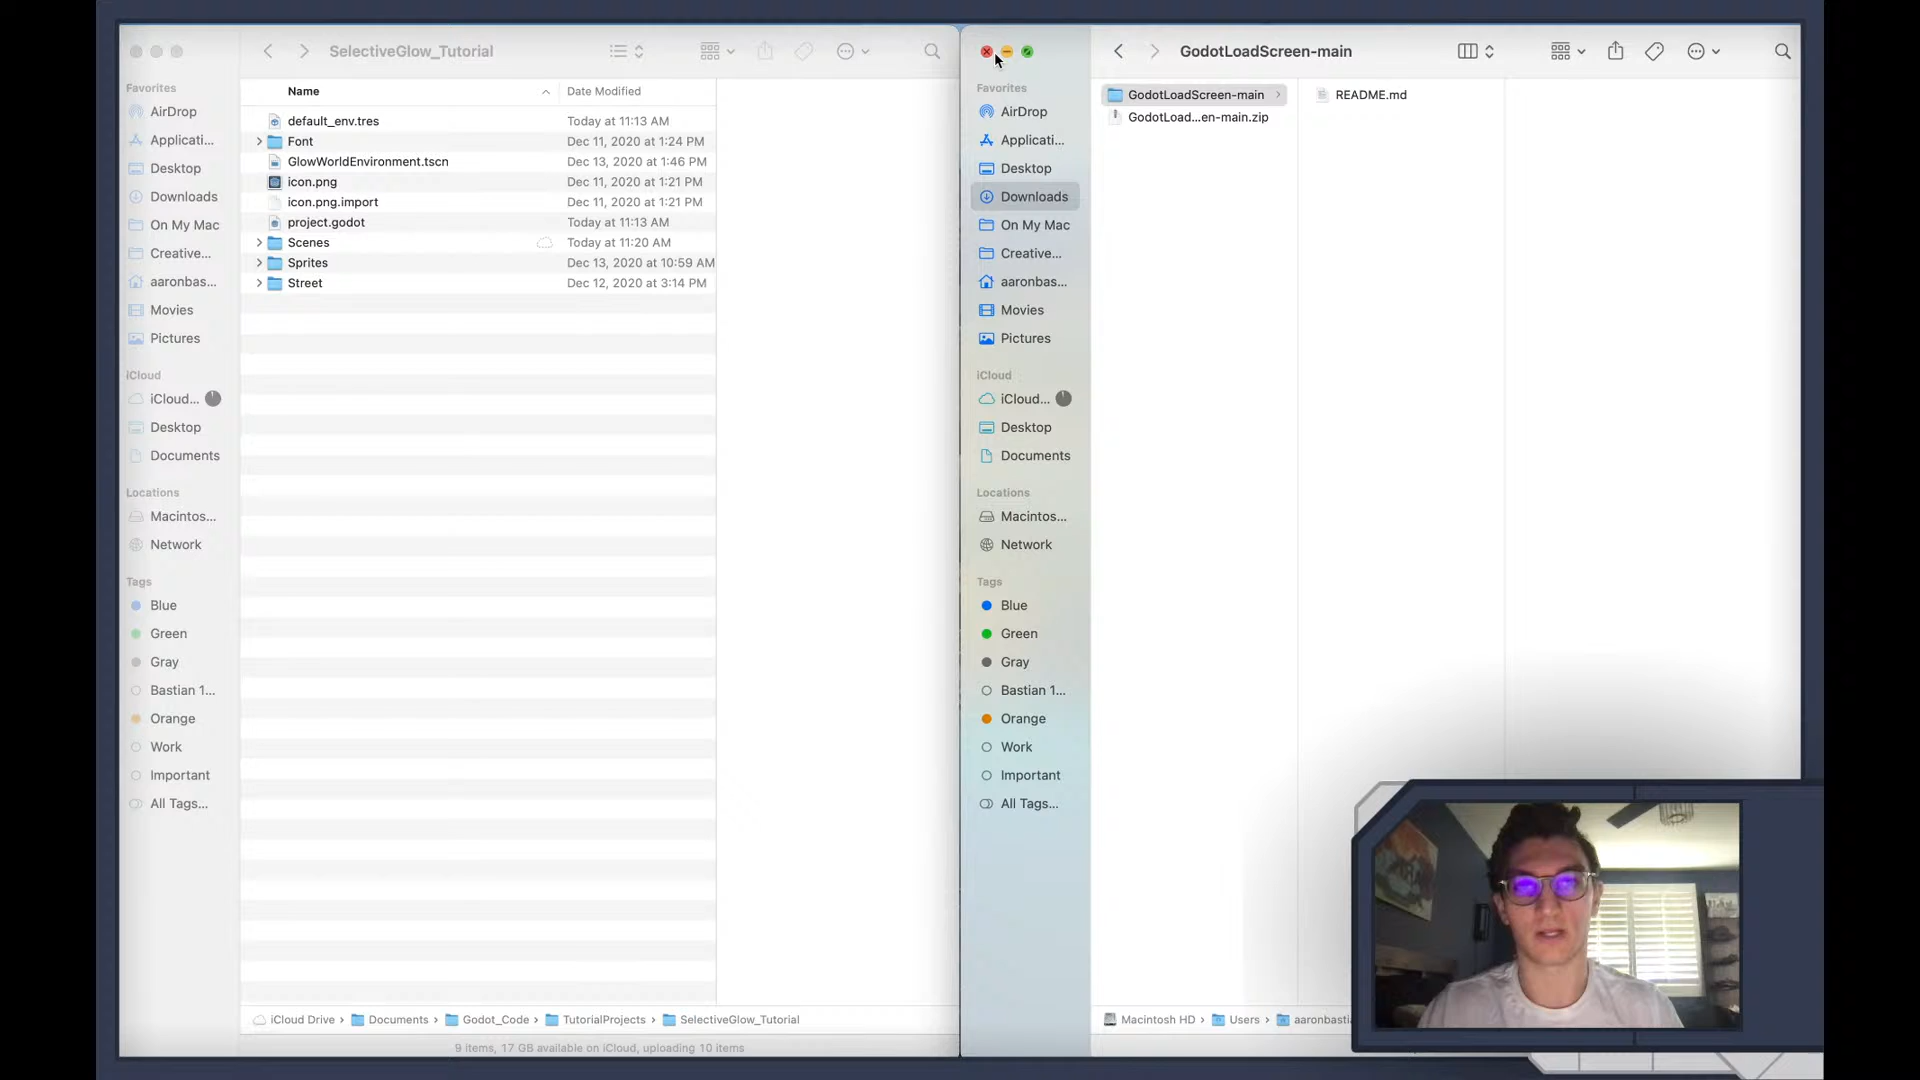 SelectiveGlow_Tutorial
Favorites
AirDrop
Applicati...
Desktop
Downloads
On My Mac
Creative...
aaronbas...
Movies
Pictures
iCloud
iCloud...
Desktop
Documents
Locations
Macintos...
Network
Tags
Blue
Green
Gray
Bastian 1...
Orange
Work
Important
All Tags...
Name Date Modified
default_env.tres Today at 11:13 AM
Font Dec 11, 2020 at 1:24 PM
GlowWorldEnvironment.tscn Dec 13, 2020 at 1:46 PM
icon.png Dec 11, 2020 at 1:21 PM
icon.png.import Dec 11, 2020 at 1:21 PM
project.godot Today at 11:13 AM
Scenes Today at 11:20 AM
Sprites Dec 13, 2020 at 10:59 AM
Street Dec 12, 2020 at 3:14 PM
iCloud Drive › Documents › Godot_Code › TutorialProjects › SelectiveGlow_Tutorial
9 items, 17 GB available on iCloud, uploading 10 items
GodotLoadScreen-main
Favorites
AirDrop
Applicati...
Desktop
Downloads
On My Mac
Creative...
aaronbas...
Movies
Pictures
iCloud
iCloud...
Desktop
Documents
Locations
Macintos...
Network
Tags
Blue
Green
Gray
Bastian 1...
Orange
Work
Important
All Tags...
GodotLoadScreen-main
GodotLoad...en-main.zip
README.md
Macintosh HD › Users › aaronbasti